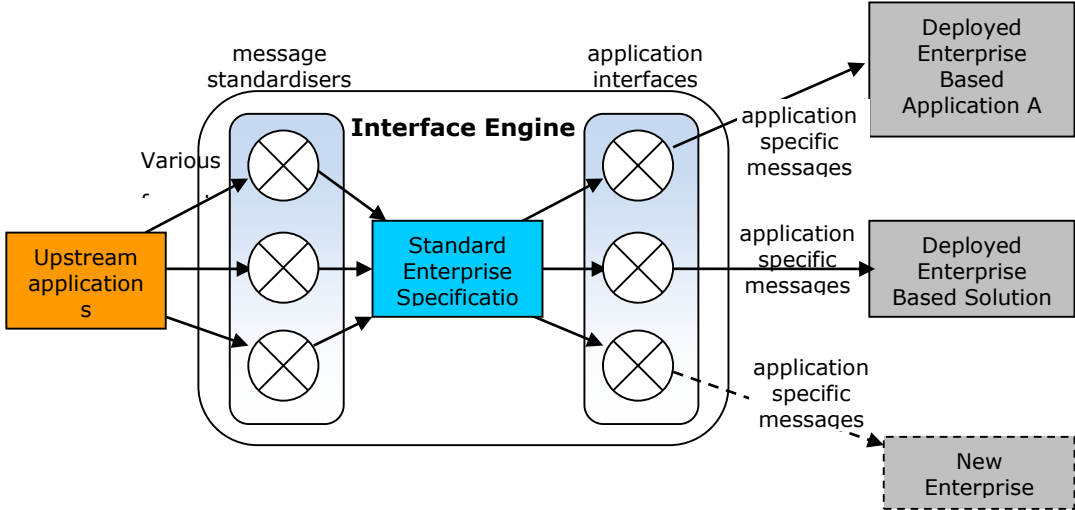 message
standardisers
application
interfaces
Interface Engine
Various
Upstream
application
s
Standard
Enterprise
Specificatio
application
specific
messages
Deployed
Enterprise
Based
Application A
application
specific
messages
Deployed
Enterprise
Based Solution
application
specific
messages
New
Enterprise